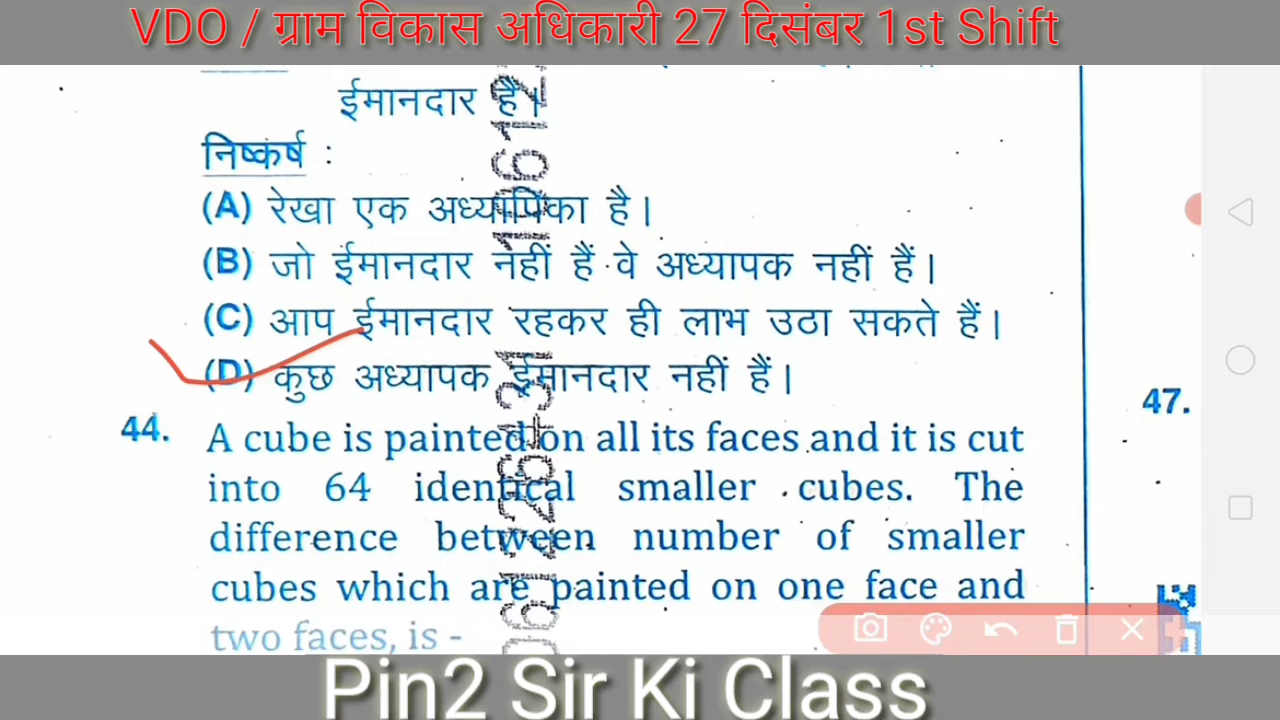 VDO / ग्राम विकास अधिकारी 27 दिसंबर 1st Shift
ईमानदार हैं।
निष्कर्ष :
(A) रेखा एक अध्यापिका है।
(B) जो ईमानदार नहीं हैं वे अध्यापक नहीं हैं।
(C) आप ईमानदार रहकर ही लाभ उठा सकते हैं।
(D) कुछ अध्यापक ईमानदार नहीं हैं।
44. A cube is painted on all its faces and it is cut
into 64 identical smaller cubes. The
difference between number of smaller
cubes which are painted on one face and
two faces, is -
47.
Pin2 Sir Ki Class